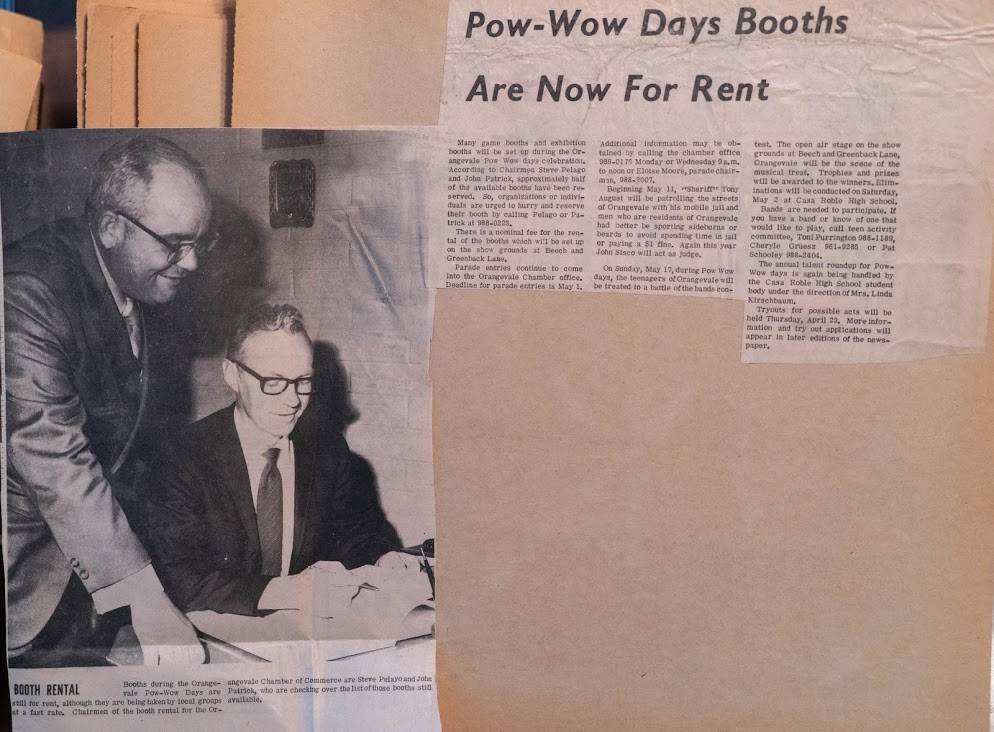 Pow-Wow Days Booths
Are Now For Rent
Many game booths and exhibition
booths will be set up during the Or-
angevale Pow Wow days celebration.
According to Chairmen Steve Pelago
and John Patrick, approximately half
of the available booths have been re-
served. So, organizations or indivi-
duals are urged to hurry and reserve
their booth by calling Pelago or Pa-
trick at 988-0223.
There is a nominal fee for the ren-
tal of the booths which will be set up
on the show grounds at Beech and
Greenback Lane.
Parade entries continue to come
into the Orangevale Chamber office.
Deadline for parade entries is May 1.
Additional information may be ob-
tained by calling the chamber office
988-0175 Monday or Wednesday 9 a.m.
to noon or Eloise Moore, parade chair-
man, 988-2007.
Beginning May 11, "Sheriff" Tony
August will be patrolling the streets
of Orangevale with his mobile jail and
men who are residents of Orangevale
had better be sporting sideburns or
beards to avoid spending time in jail
or paying a $1 fine. Again this year
John Sisco will act as judge.
On Sunday, May 17, during Pow Wow
days, the teenagers of Orangevale will
be treated to a battle of the bands con-
test. The open air stage on the show
grounds at Beech and Greenback Lane,
Orangevale will be the scene of the
musical treat. Trophies and prizes
will be awarded to the winners. Elim-
inations will be conducted on Saturday,
May 2 at Casa Roble High School.
Bands are needed to participate. If
you have a band or know of one that
would like to play, call teen activity
committee, Toni Purrington 988-1189,
Cheryle Gruesz 961-9285 or Pat
Schooley 988-2404.
The annual talent roundup for Pow-
Wow days is again being handled by
the Casa Roble High School student
body under the direction of Mrs. Linda
Kirschbaum.
Tryouts for possible acts will be
held Thursday, April 23. More infor-
mation and try out applications will
appear in later editions of the news-
paper.
BOOTH RENTAL
Booths during the Orange-
vale Pow-Wow Days are
still for rent, although they are being taken by local groups
at a fast rate. Chairmen of the booth rental for the Or-
angevale Chamber of Commerce are Steve Pelayo and John
Patrick, who are checking over the list of those booths still
available.